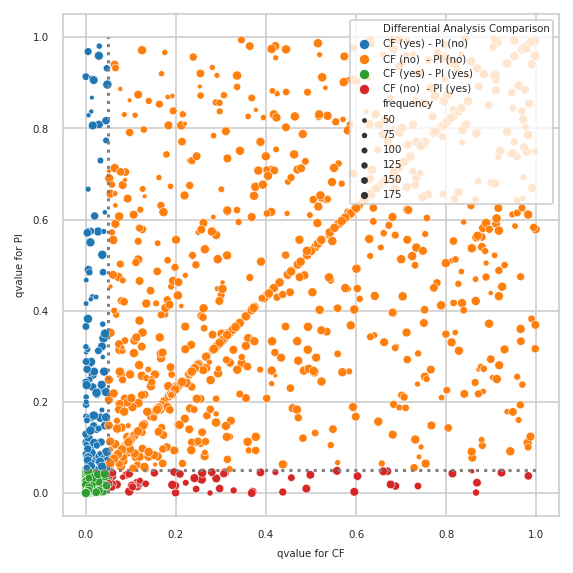 Differential Analysis Comparison
CF (yes) - PI (no)
CF (no)  - PI (no)
CF (yes) - PI (yes)
CF (no)  - PI (yes)
frequency
50
75
100
125
150
175
1.0
0.8
0.6
0.4
0.2
0.0
qvalue for PI
0.0 0.2 0.4 0.6 0.8 1.0
qvalue for CF